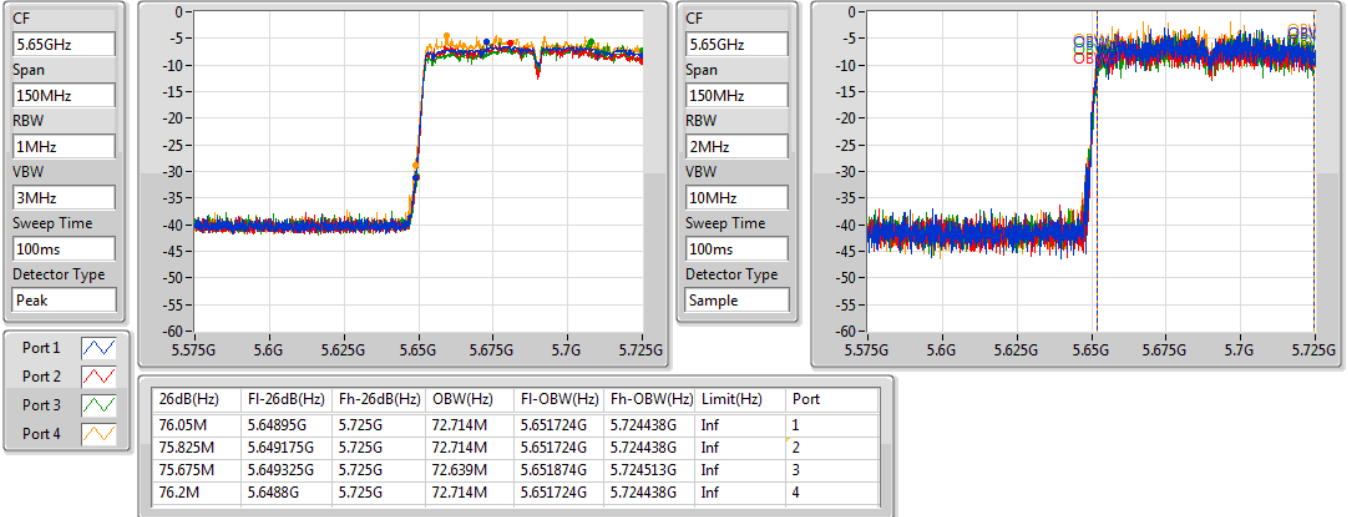 CF
5.65GHz
Span
150MHz
RBW
1MHz
VBW
3MHz
Sweep Time
100ms
Detector Type
Peak
0
-5
-10
-15
-20
-25
-30
-35
-40
-45
-50
-55
-60
5.575G 5.6G 5.625G 5.65G 5.675G 5.7G 5.725G
CF
5.65GHz
Span
150MHz
RBW
2MHz
VBW
10MHz
Sweep Time
100ms
Detector Type
Sample
0
-5
-10
-15
-20
-25
-30
-35
-40
-45
-50
-55
-60
5.575G 5.6G 5.625G 5.65G 5.675G 5.7G 5.725G
Port 1
Port 2
Port 3
Port 4
26dB(Hz) Fl-26dB(Hz) Fh-26dB(Hz) OBW(Hz) Fl-OBW(Hz) Fh-OBW(Hz) Limit(Hz) Port
76.05M 5.64895G 5.725G 72.714M 5.651724G 5.724438G Inf 1
75.825M 5.649175G 5.725G 72.714M 5.651724G 5.724438G Inf 2
75.675M 5.649325G 5.725G 72.639M 5.651874G 5.724513G Inf 3
76.2M 5.6488G 5.725G 72.714M 5.651724G 5.724438G Inf 4